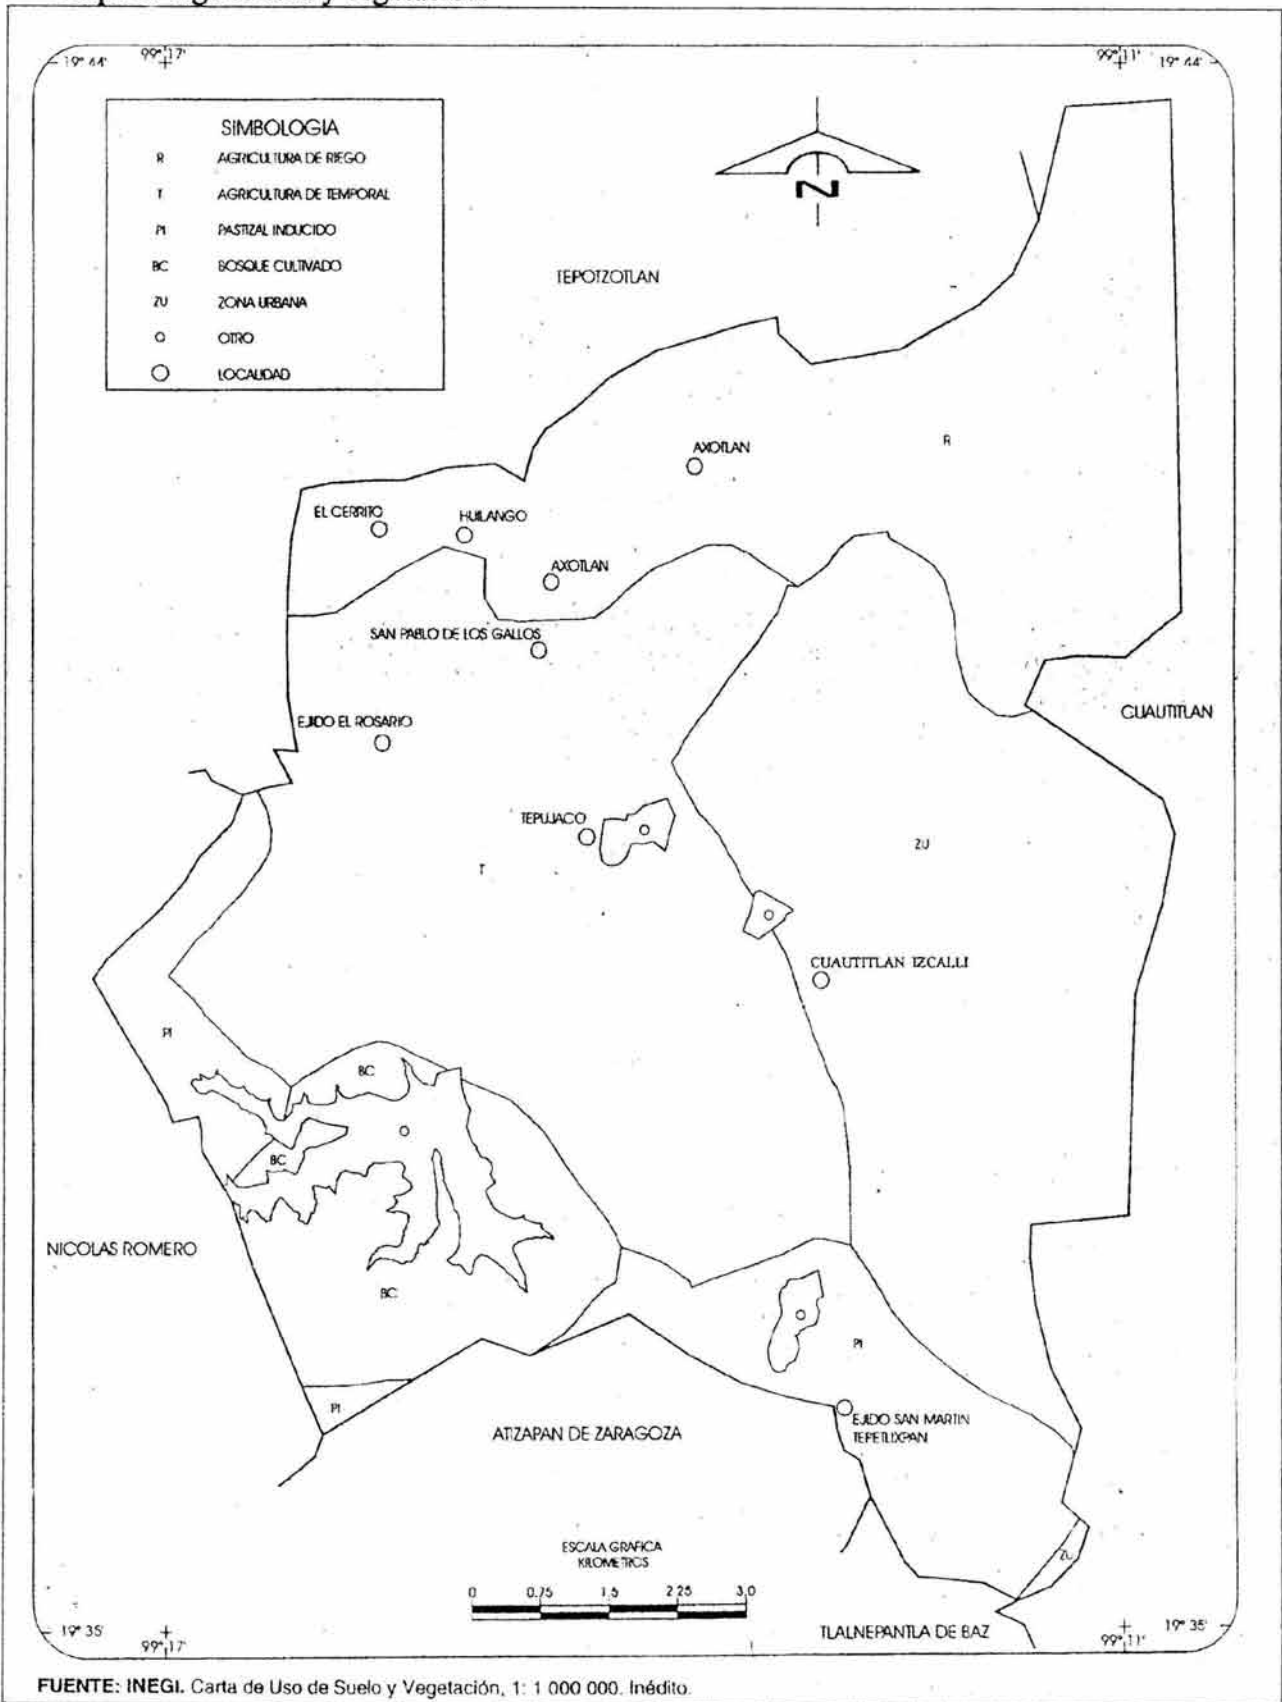 19° 44'
99° 17'
99° 11'
19° 44'
SIMBOLOGIA
R AGRICULTURA DE RIEGO
T AGRICULTURA DE TEMPORAL
PI PASTIZAL INDUCIDO
BC BOSQUE CULTIVADO
ZU ZONA URBANA
O OTRO
LOCALIDAD
N
TEPOTZOTLAN
AXOTLAN
R
EL CERRITO
HUILANGO
AXOTLAN
SAN PABLO DE LOS GALLOS
EJIDO EL ROSARIO
CUAUTITLAN
TEPUJACO
T
ZU
CUAUTITLAN IZCALLI
PI
BC
BC
NICOLAS ROMERO
BC
PI
PI
EJIDO SAN MARTIN
TEPETLIXPAN
ATIZAPAN DE ZARAGOZA
ESCALA GRAFICA
KILOMETROS
0 0.75 1.5 2.25 3.0
ZU
TLALNEPANTLA DE BAZ
19° 35'
99° 17'
99° 11'
19° 35'
FUENTE: INEGI. Carta de Uso de Suelo y Vegetación, 1: 1 000 000. Inédito.